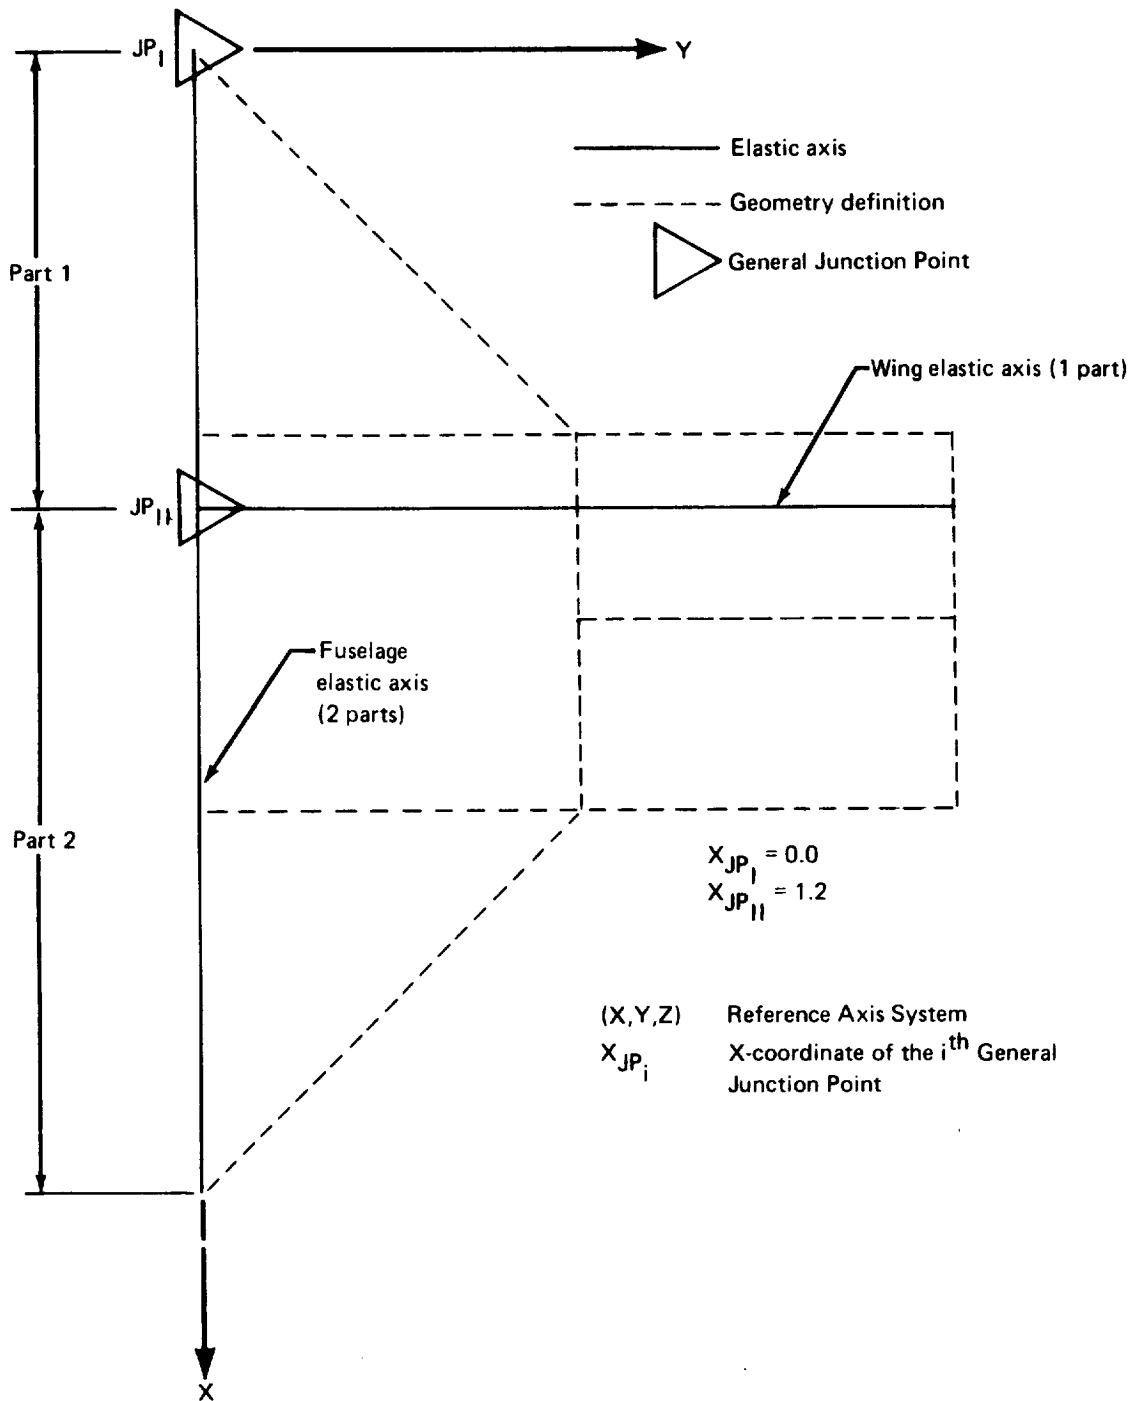 JP_I
Y
Elastic axis
Geometry definition
General Junction Point
Part 1
Wing elastic axis (1 part)
JP_II
Fuselage
elastic axis
(2 parts)
Part 2
X_JP_I = 0.0
X_JP_II = 1.2
(X,Y,Z) Reference Axis System
X_JP_i X-coordinate of the i^th General
Junction Point
X